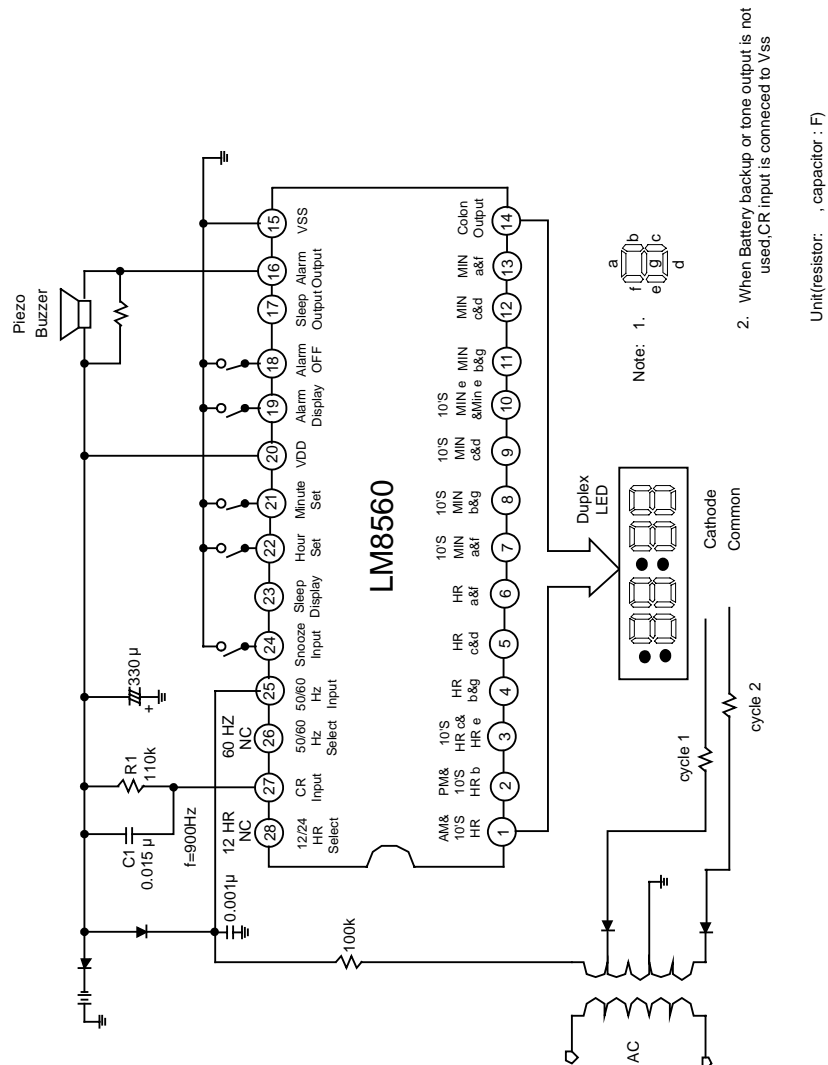 Piezo
Buzzer
330 µ
+
R1
110k
C1
0.015 µ
f=900Hz
0.001µ
100k
12 HR
NC
60 HZ
NC
28
27
26
25
24
23
22
21
20
19
18
17
16
15
12/24
HR
Select
CR
Input
50/60
Hz
Select
50/60
Hz
Input
Snooze
Input
Sleep
Display
Hour
Set
Minute
Set
VDD
Alarm
Display
Alarm
OFF
Sleep
Output
Alarm
Output
VSS
LM8560
AM&
10'S
HR
PM&
10'S
HR b
10'S
HR c&
HR e
HR
b&g
HR
c&d
HR
a&f
10'S
MIN
a&f
10'S
MIN
b&g
10'S
MIN
c&d
10'S
MIN e
&Min e
MIN
b&g
MIN
c&d
MIN
a&f
Colon
Output
1
2
3
4
5
6
7
8
9
10
11
12
13
14
Duplex
LED
Cathode
Common
cycle 1
cycle 2
AC
Note: 1.
a
b
c
d
e
f
g
2. When Battery backup or tone output is not
used,CR input is conneced to Vss
Unit(resistor: , capacitor : F)